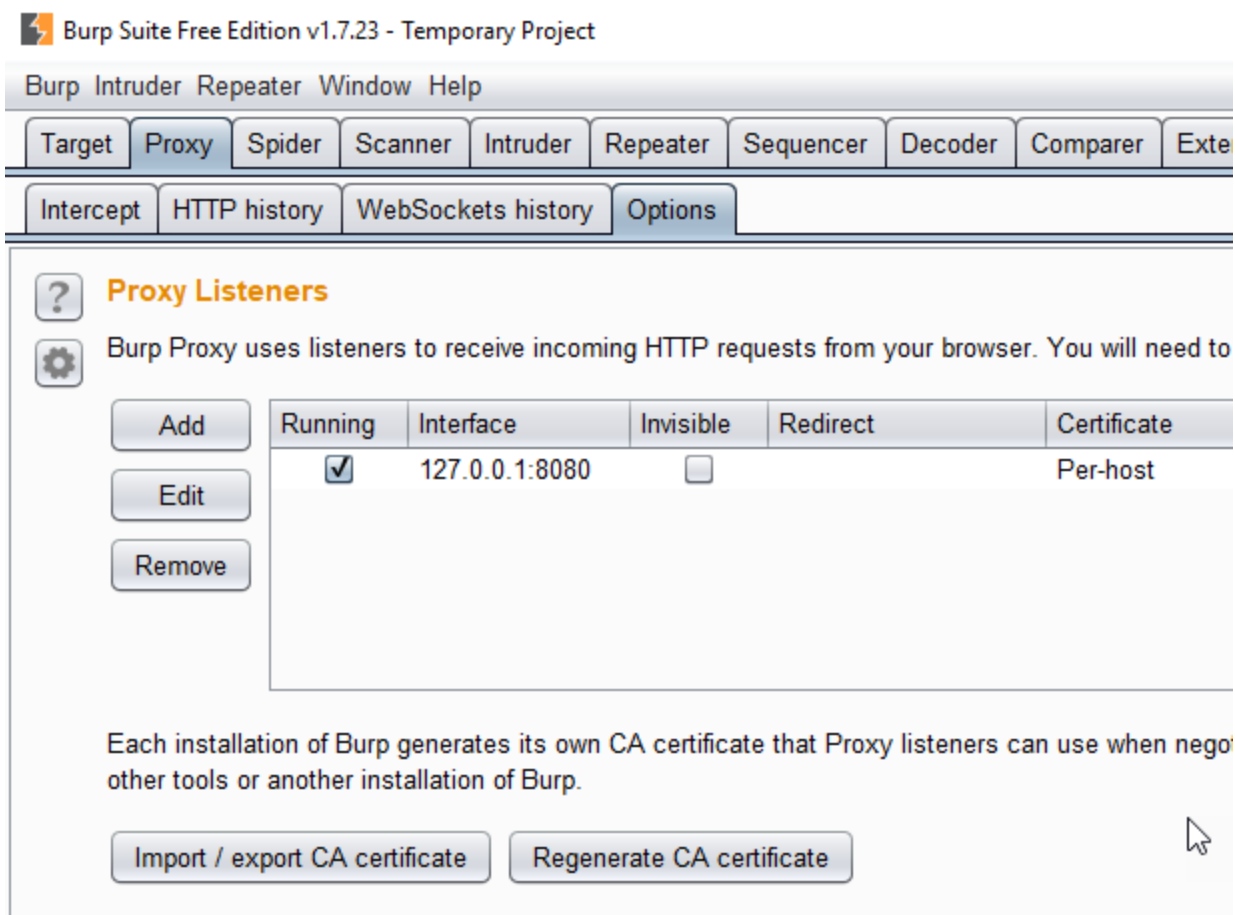 Burp Suite Free Edition v1.7.23 - Temporary Project
Burp Intruder Repeater Window Help
Target Proxy Spider Scanner Intruder Repeater Sequencer Decoder Comparer
Intercept HTTP history WebSockets history Options
?
Proxy Listeners
Burp Proxy uses listeners to receive incoming HTTP requests from your browser. You will need to
Add
Running Interface Invisible Redirect Certificate
127.0.0.1:8080 Per-host
Edit
Remove
Each installation of Burp generates its own CA certificate that Proxy listeners can use when
other tools or another installation of Burp.
Import / export CA certificate Regenerate CA certificate